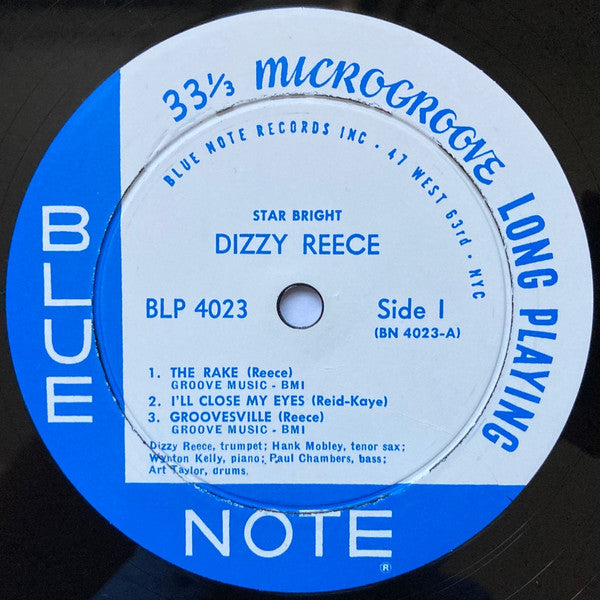 33⅓ MICROGROOVE LONG PLAYING
BLUE NOTE RECORDS INC · 47 WEST 63rd · NYC
STAR BRIGHT
DIZZY REECE
BLP 4023
Side 1
(BN 4023-A)
1. THE RAKE (Reece)
GROOVE MUSIC - BMI
2. I'LL CLOSE MY EYES (Reid-Kaye)
3. GROOVESVILLE (Reece)
GROOVE MUSIC - BMI
Dizzy Reece, trumpet; Hank Mobley, tenor sax;
Wynton Kelly, piano; Paul Chambers, bass;
Art Taylor, drums.
BLUE
NOTE
®